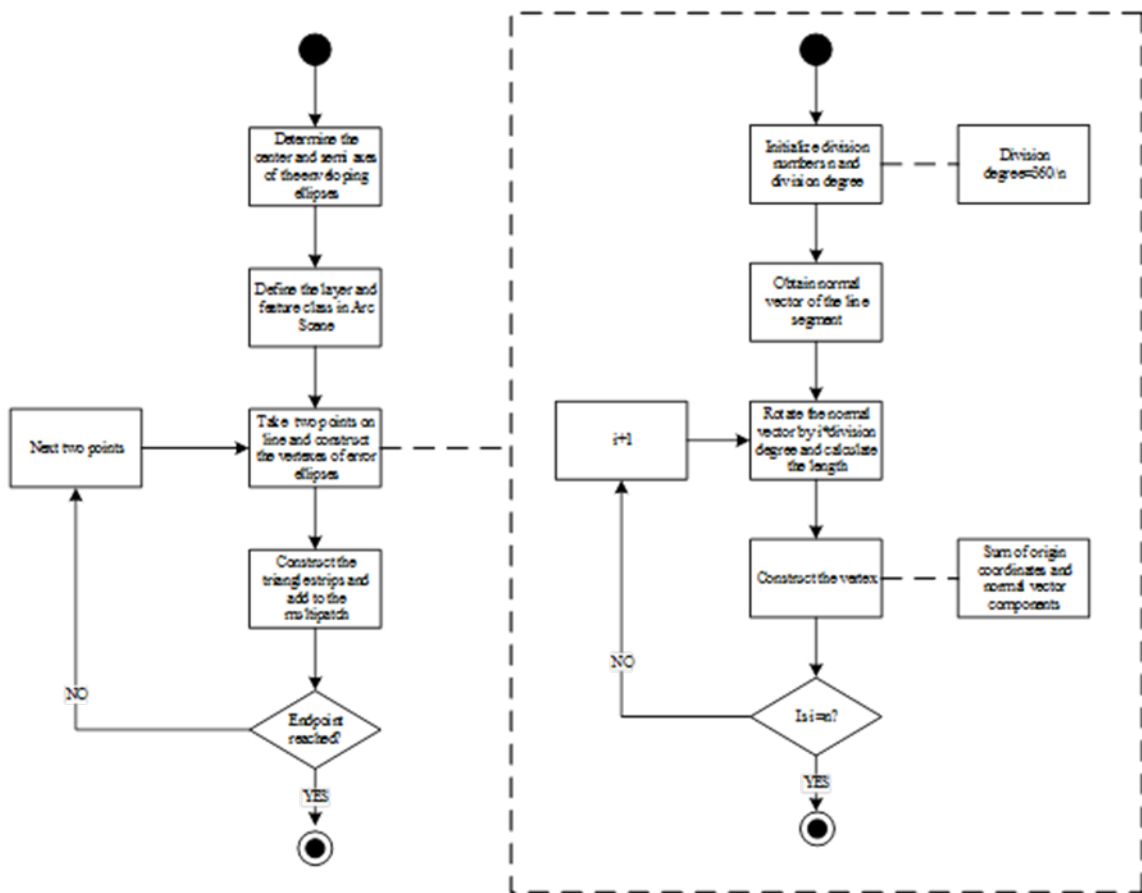 Determine the
center and semi axes
of the enveloping
ellipses
Define the layer and
feature class in Arc
Scene
Next two points
Take two points on
line and construct
the vertexes of error
ellipses
Construct the
triangle strips and
add to the
multipatch
NO
Endpoint
reached?
YES
Initialize division
numbers n and
division degree
Division
degree=360/n
Obtain normal
vector of the line
segment
i+1
Rotate the normal
vector by i*division
degree and calculate
the length
Construct the vertex
Sum of origin
coordinates and
normal vector
components
NO
Is i=n?
YES